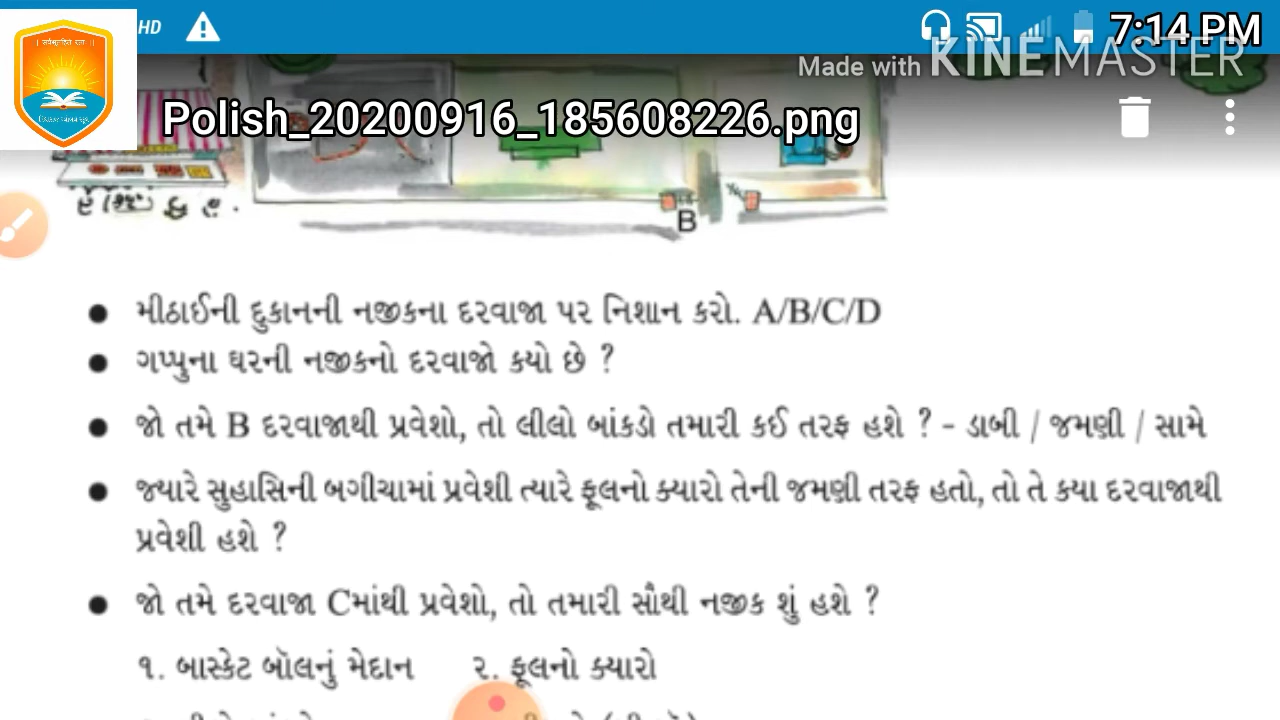 HD
7:14 PM
Made with KINEMASTER
Polish_20200916_185608226.png
B
● મીઠાઈની દુકાનની નજીકના દરવાજા પર નિશાન કરો. A/B/C/D
● ગપ્પુના ઘરની નજીકનો દરવાજો કયો છે ?
● જો તમે B દરવાજાથી પ્રવેશો, તો લીલો બાંકડો તમારી કઈ તરફ હશે ? - ડાબી / જમણી / સામે
● જ્યારે સુહાસિની બગીચામાં પ્રવેશી ત્યારે ફૂલનો ક્યારો તેની જમણી તરફ હતો, તો તે કયા દરવાજાથી
પ્રવેશી હશે ?
● જો તમે દરવાજા Cમાંથી પ્રવેશો, તો તમારી સૌથી નજીક શું હશે ?
૧. બાસ્કેટ બૉલનું મેદાન ૨. ફૂલનો ક્યારો